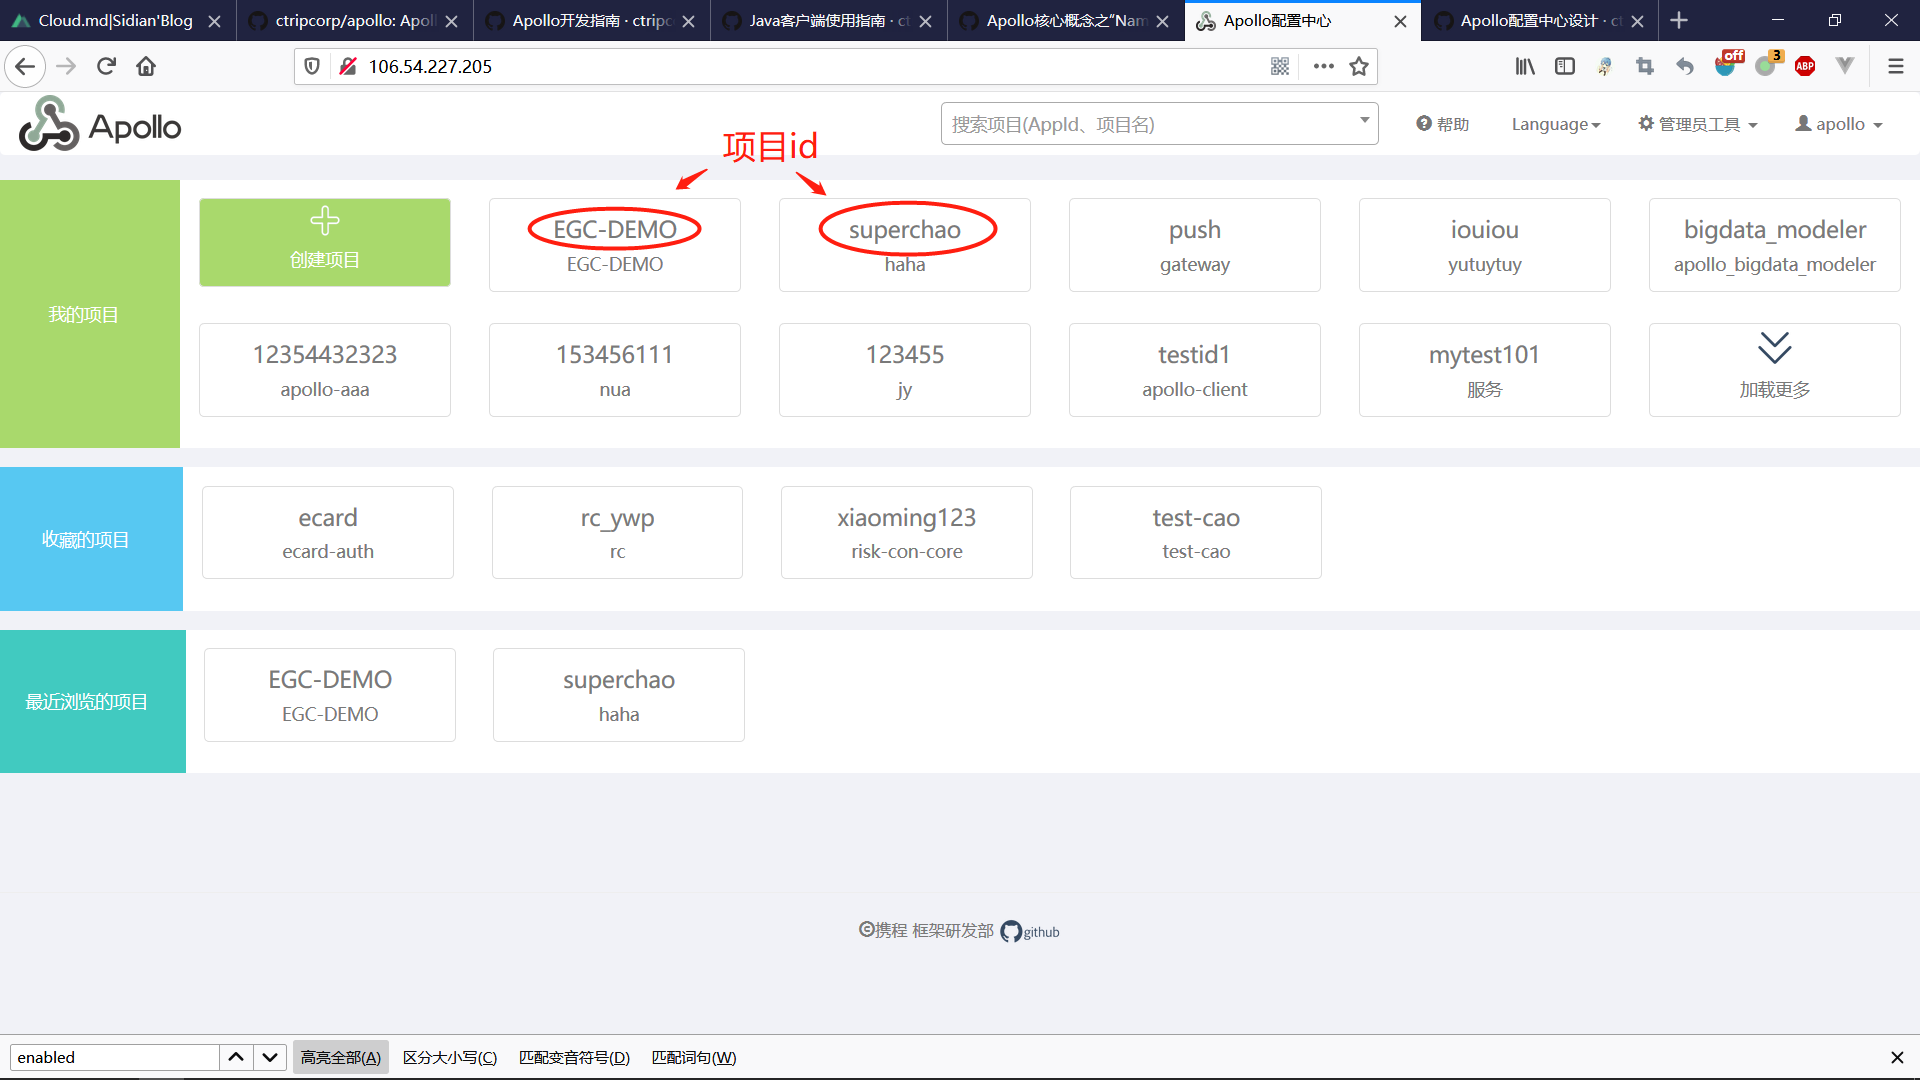 Cloud.md|Sidian'Blog
ctripcorp/apollo: Apoll
Apollo开发指南 · ctripc
Java客户端使用指南 · ct
Apollo核心概念之“Nam
Apollo配置中心
Apollo配置中心设计 · ct
106.54.227.205
off
3
ABP
Apollo
项目id
搜索项目(AppId、项目名)
帮助
Language
管理员工具
apollo
我的项目
创建项目
EGC-DEMO
EGC-DEMO
superchao
haha
push
gateway
iouiou
yutuytuy
bigdata_modeler
apollo_bigdata_modeler
12354432323
apollo-aaa
153456111
nua
123455
jy
testid1
apollo-client
mytest101
服务
加载更多
收藏的项目
ecard
ecard-auth
rc_ywp
rc
xiaoming123
risk-con-core
test-cao
test-cao
最近浏览的项目
EGC-DEMO
EGC-DEMO
superchao
haha
©携程 框架研发部 github
enabled
高亮全部(A)
区分大小写(C)
匹配变音符号(D)
匹配词句(W)